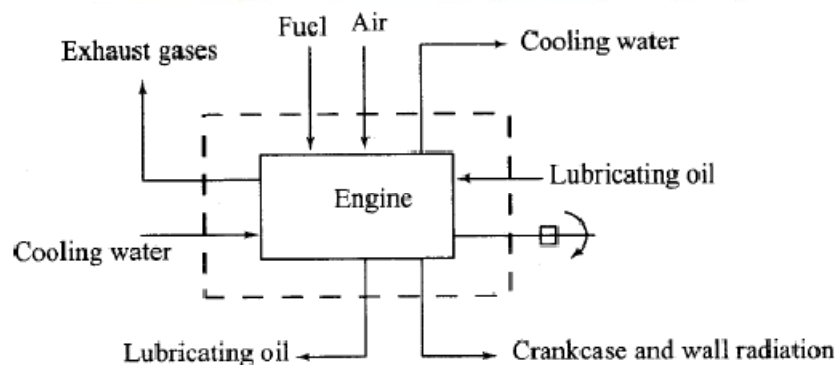 Fuel Air
Cooling water
Exhaust gases
Lubricating oil
Engine
Cooling water
Lubricating oil
Crankcase and wall radiation